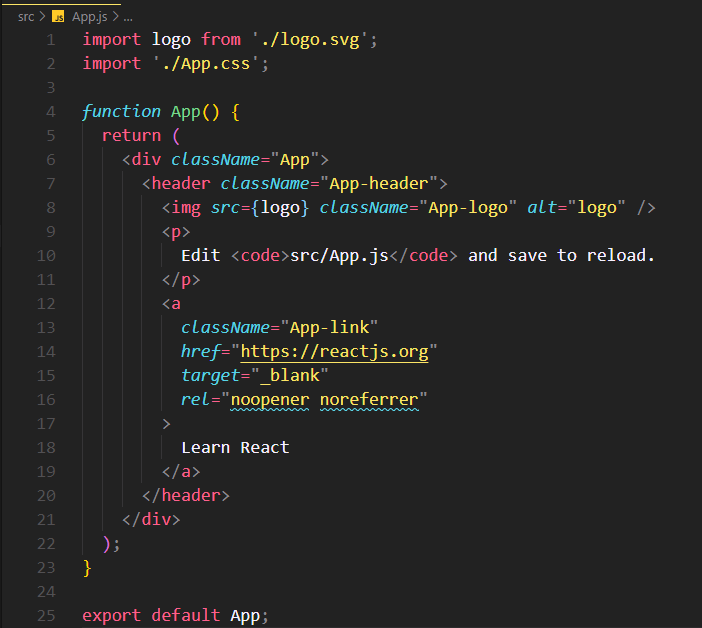 src > JS App.js > ...
1 import logo from './logo.svg';
2 import './App.css';
3
4 function App() {
5   return (
6     <div className="App">
7       <header className="App-header">
8         <img src={logo} className="App-logo" alt="logo" />
9         <p>
10           Edit <code>src/App.js</code> and save to reload.
11         </p>
12         <a
13           className="App-link"
14           href="https://reactjs.org"
15           target="_blank"
16           rel="noopener noreferrer"
17         >
18           Learn React
19         </a>
20       </header>
21     </div>
22   );
23 }
24
25 export default App;